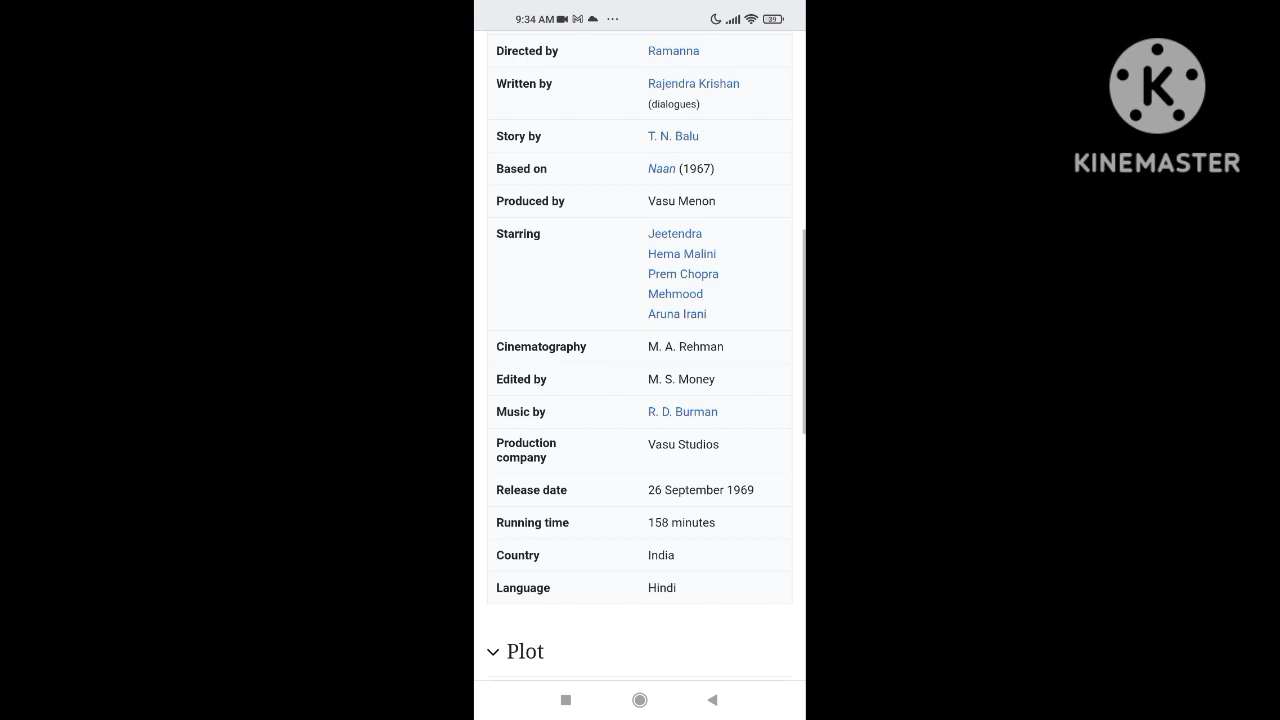 9:34 AM
39
KINEMASTER
Directed by Ramanna
Written by Rajendra Krishan
(dialogues)
Story by T. N. Balu
Based on Naan (1967)
Produced by Vasu Menon
Starring Jeetendra
Hema Malini
Prem Chopra
Mehmood
Aruna Irani
Cinematography M. A. Rehman
Edited by M. S. Money
Music by R. D. Burman
Production Vasu Studios
company
Release date 26 September 1969
Running time 158 minutes
Country India
Language Hindi
Plot